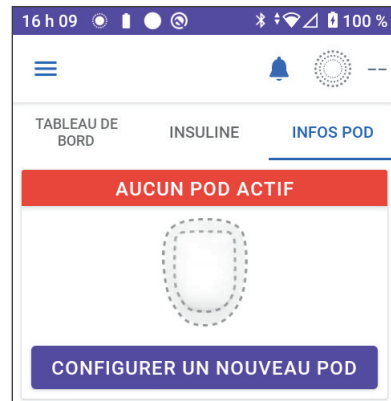 16 h 09 100 %
--
TABLEAU DE
BORD
INSULINE
INFOS POD
AUCUN POD ACTIF
CONFIGURER UN NOUVEAU POD